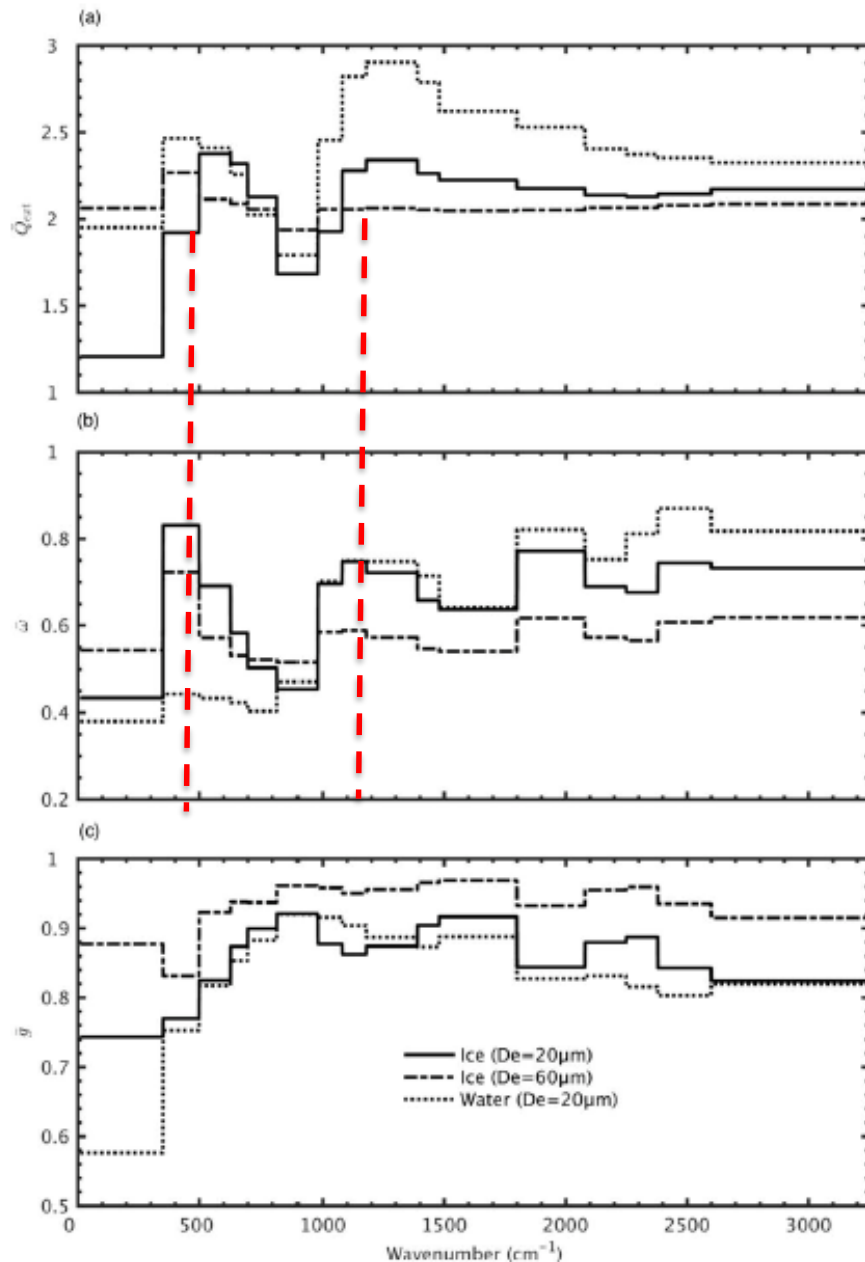 (a)
3
2.5
2
1.5
1
Q̄ext
(b)
1
0.8
0.6
0.4
0.2
ω̄
(c)
1
0.9
0.8
0.7
0.6
0.5
ḡ
Ice (De=20μm)
Ice (De=60μm)
Water (De=20μm)
0 500 1000 1500 2000 2500 3000
Wavenumber (cm⁻¹)